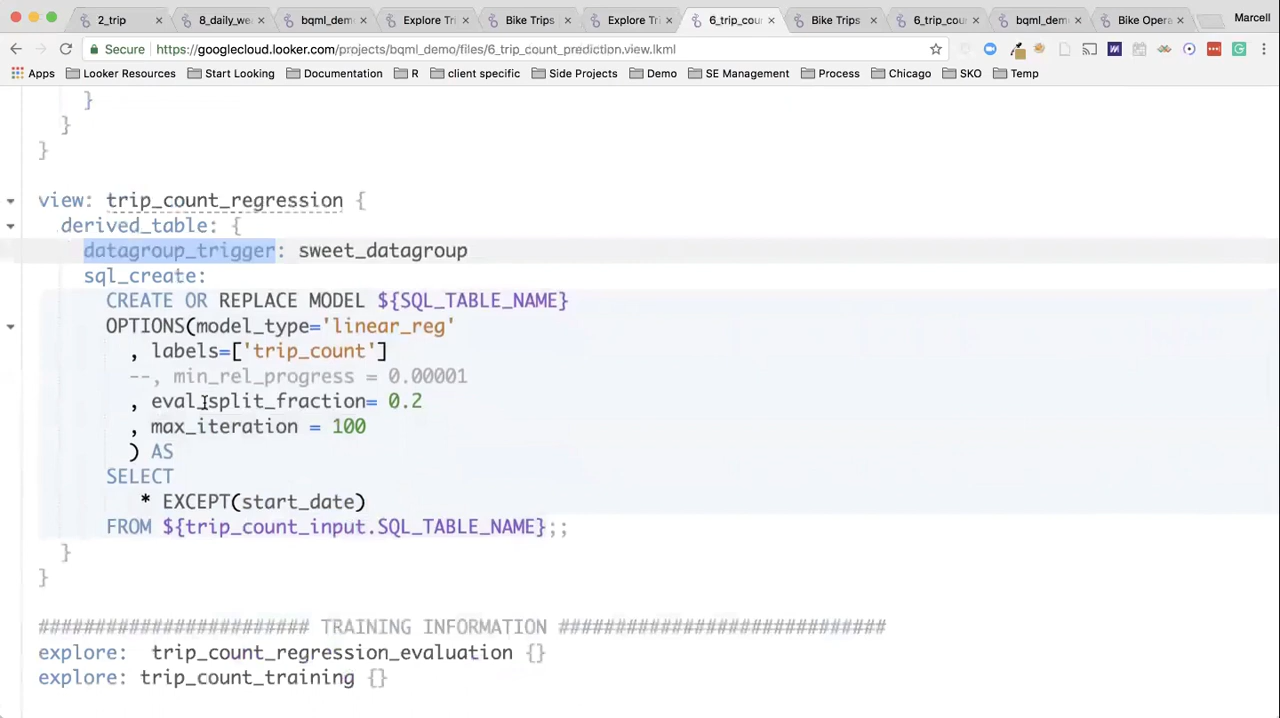 2_trip
8_daily_we
bqml_dem
Explore Tri
Bike Trips
Explore Tri
6_trip_cou
Bike Trips
6_trip_cou
bqml_dem
Bike Opera
Marcell
Secure
https://googlecloud.looker.com/projects/bqml_demo/files/6_trip_count_prediction.view.lkml
Apps Looker Resources Start Looking Documentation R client specific Side Projects Demo SE Management Process Chicago SKO Temp
}
}
}
view: trip_count_regression {
derived_table: {
datagroup_trigger: sweet_datagroup
sql_create:
CREATE OR REPLACE MODEL ${SQL_TABLE_NAME}
OPTIONS(model_type='linear_reg'
, labels=['trip_count']
--, min_rel_progress = 0.00001
, eval_split_fraction= 0.2
, max_iteration = 100
) AS
SELECT
* EXCEPT(start_date)
FROM ${trip_count_input.SQL_TABLE_NAME};;
}
}
######################## TRAINING INFORMATION #############################
explore: trip_count_regression_evaluation {}
explore: trip_count_training {}